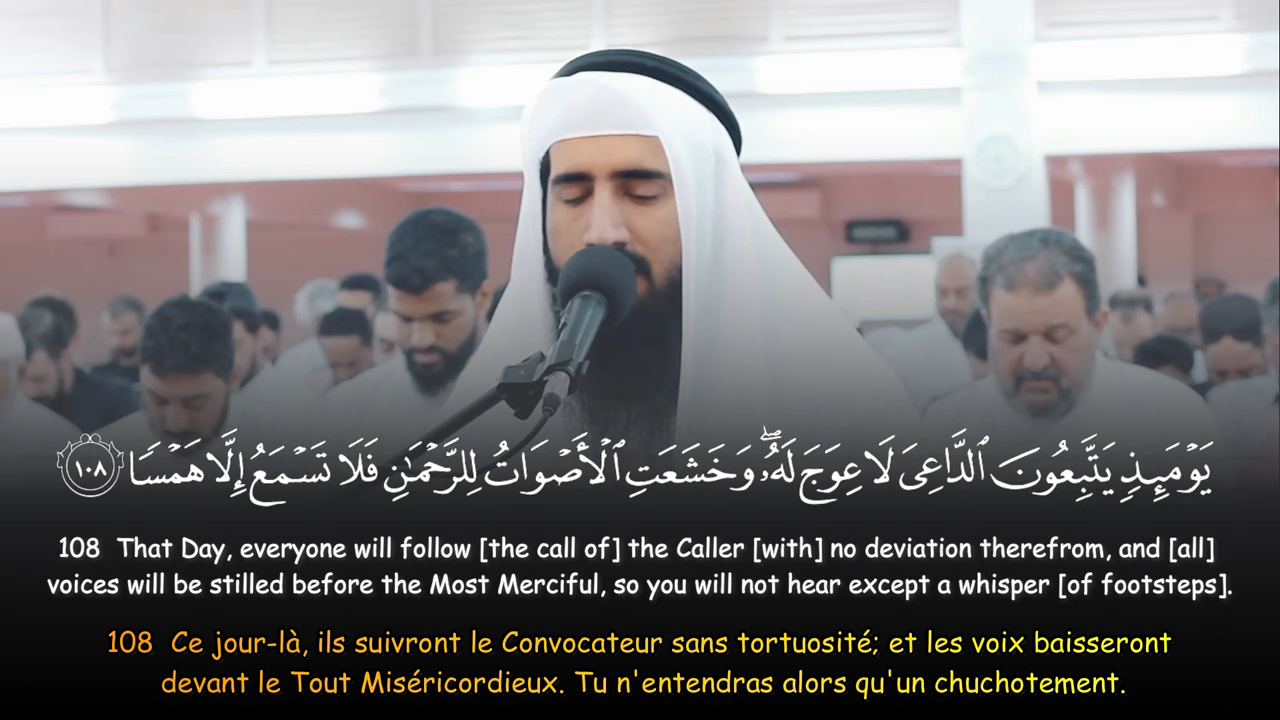 يَوْمَئِذٍ يَتَّبِعُونَ ٱلدَّاعِىَ لَا عِوَجَ لَهُۥ ۖ وَخَشَعَتِ ٱلْأَصْوَاتُ لِلرَّحْمَٰنِ فَلَا تَسْمَعُ إِلَّا هَمْسًا ١٠٨
108 That Day, everyone will follow [the call of] the Caller [with] no deviation therefrom, and [all]
voices will be stilled before the Most Merciful, so you will not hear except a whisper [of footsteps].
108 Ce jour-là, ils suivront le Convocateur sans tortuosité; et les voix baisseront
devant le Tout Miséricordieux. Tu n'entendras alors qu'un chuchotement.